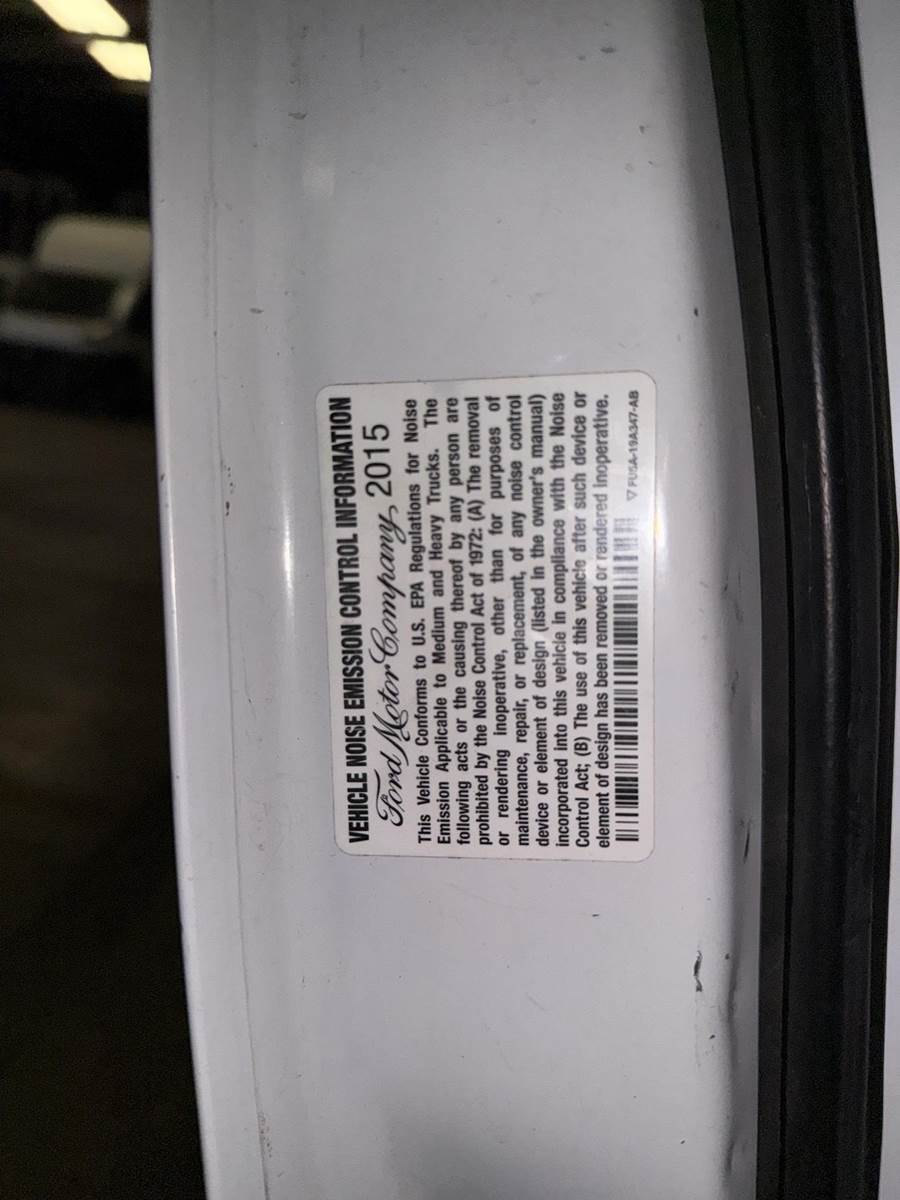 VEHICLE NOISE EMISSION CONTROL INFORMATION
Ford Motor Company 2015
This Vehicle Conforms to U.S. EPA Regulations for Noise
Emission Applicable to Medium and Heavy Trucks. The
following acts or the causing thereof by any person are
prohibited by the Noise Control Act of 1972: (A) The removal
or rendering inoperative, other than for purposes of
maintenance, repair, or replacement, of any noise control
device or element of design (listed in the owner's manual)
incorporated into this vehicle in compliance with the Noise
Control Act; (B) The use of this vehicle after such device or
element of design has been removed or rendered inoperative.
▽ FU5A-19A347-AB